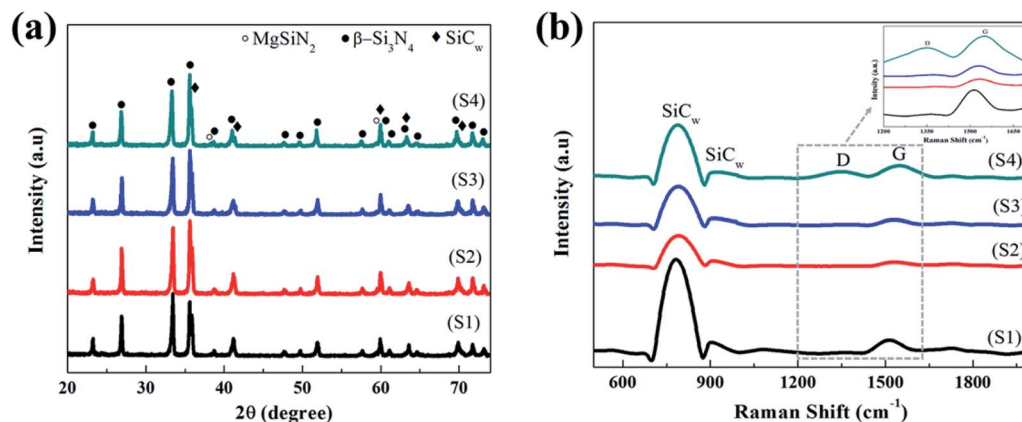 (a)
MgSiN2
β–Si3N4
SiCw
(S4)
(S3)
(S2)
(S1)
Intensity (a.u)
20 30 40 50 60 70
2θ (degree)
(b)
SiCw
SiCw
D
G
(S4)
(S3)
(S2)
(S1)
Intensity (a.u.)
600 900 1200 1500 1800
Raman Shift (cm-1)
D
G
1200 1350 1500 1650
Raman Shift (cm-1)